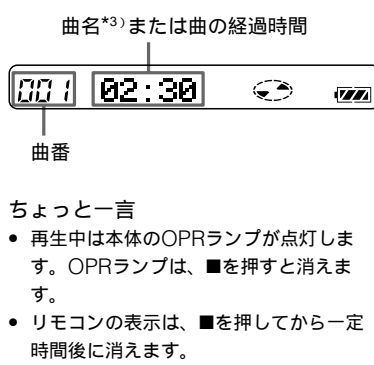 曲名*3)または曲の経過時間
001 02:30
曲番
ちょっと一言
• 再生中は本体のOPRランプが点灯しま
す。OPRランプは、■を押すと消えま
す。
• リモコンの表示は、■を押してから一定
時間後に消えます。